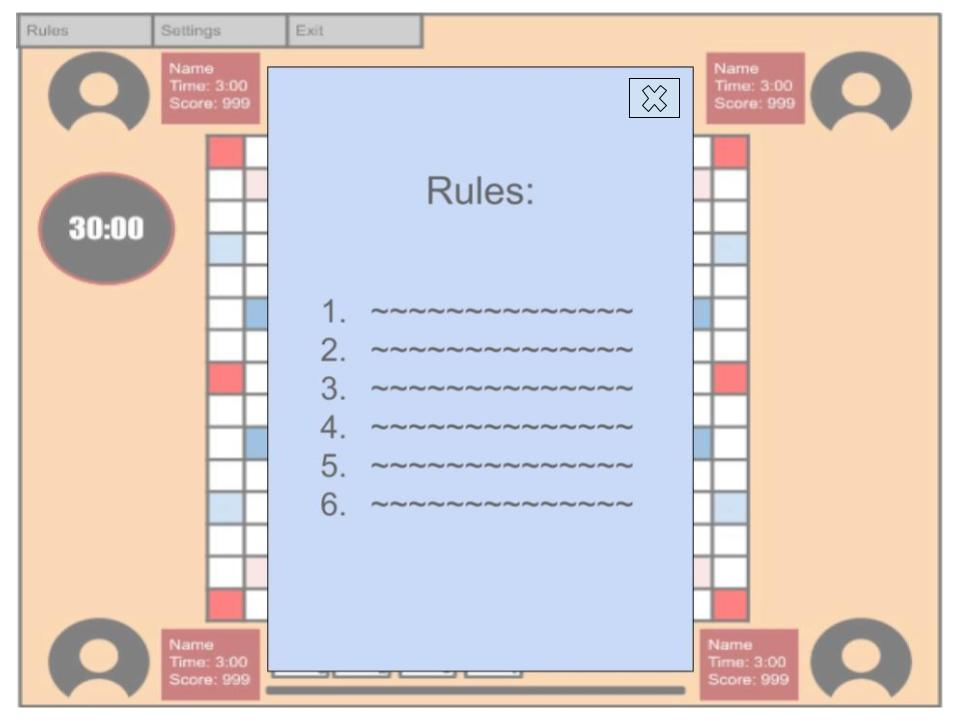 Rules
Settings
Exit
Name
Time: 3:00
Score: 999
Name
Time: 3:00
Score: 999
30:00
Rules:
1. ~~~~~~~~~~~~~~
2. ~~~~~~~~~~~~~~
3. ~~~~~~~~~~~~~~
4. ~~~~~~~~~~~~~~
5. ~~~~~~~~~~~~~~
6. ~~~~~~~~~~~~~~
Name
Time: 3:00
Score: 999
Name
Time: 3:00
Score: 999